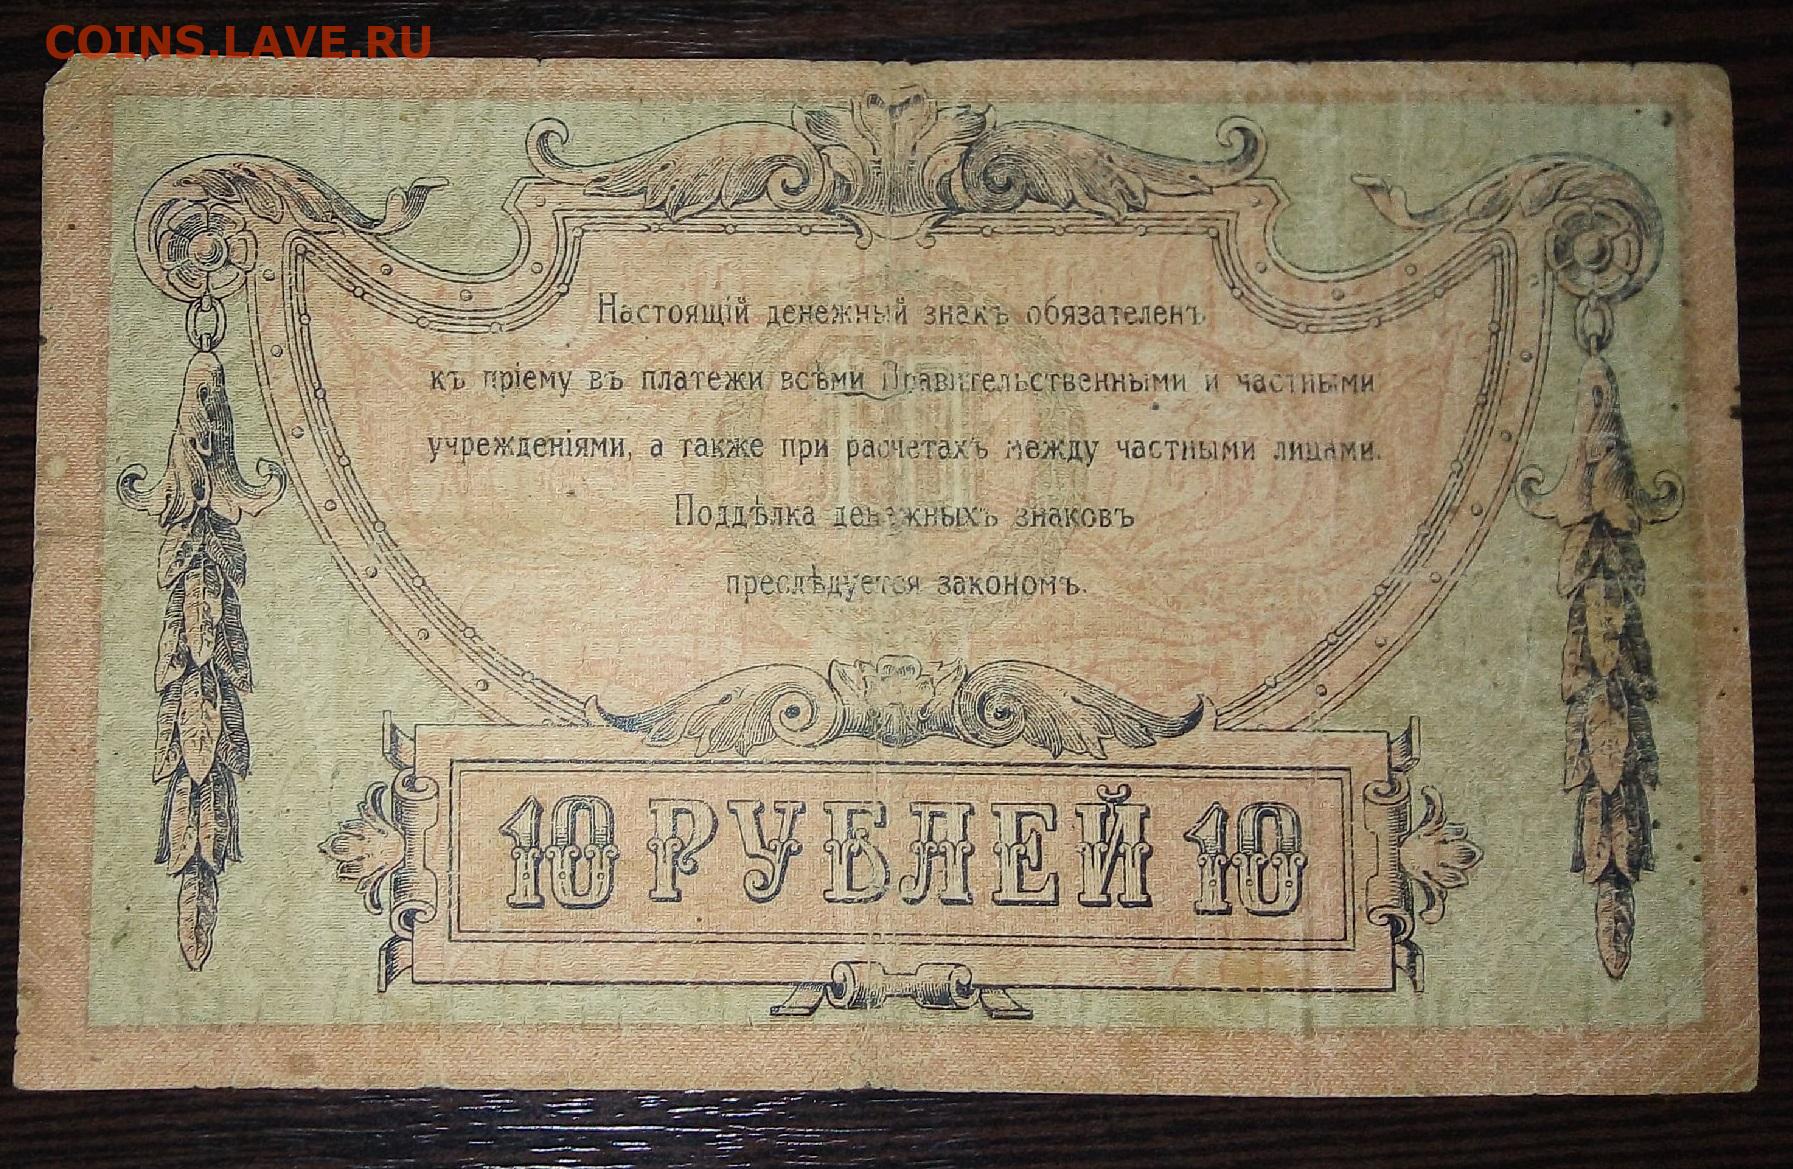 COINS.LAVE.RU
Настоящій денежный знакъ обязателенъ
къ пріему въ платежи всѣми Правительственными и частными
учрежденіями, а также при расчетахъ между частными лицами.
Поддѣлка денежныхъ знаковъ
преслѣдуется закономъ.
10 РУБЛЕЙ 10